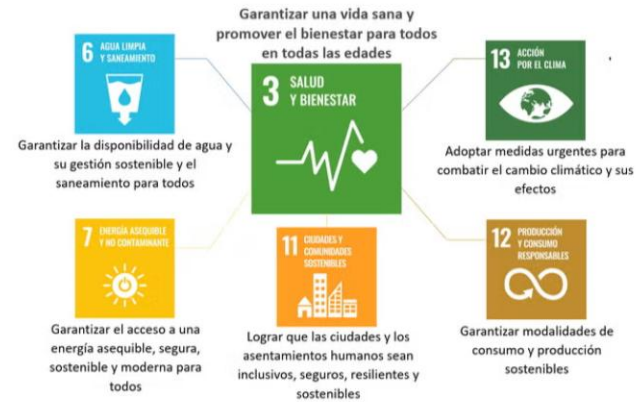 Garantizar una vida sana y
promover el bienestar para todos
en todas las edades
6 AGUA LIMPIA
Y SANEAMIENTO
Garantizar la disponibilidad de agua y
su gestión sostenible y el
saneamiento para todos
3 SALUD
Y BIENESTAR
13 ACCIÓN
POR EL CLIMA
Adoptar medidas urgentes para
combatir el cambio climático y sus
efectos
7 ENERGÍA ASEQUIBLE
Y NO CONTAMINANTE
Garantizar el acceso a una
energía asequible, segura,
sostenible y moderna para
todos
11 CIUDADES Y
COMUNIDADES
SOSTENIBLES
Lograr que las ciudades y los
asentamientos humanos sean
inclusivos, seguros, resilientes y
sostenibles
12 PRODUCCIÓN
Y CONSUMO
RESPONSABLES
Garantizar modalidades de
consumo y producción
sostenibles